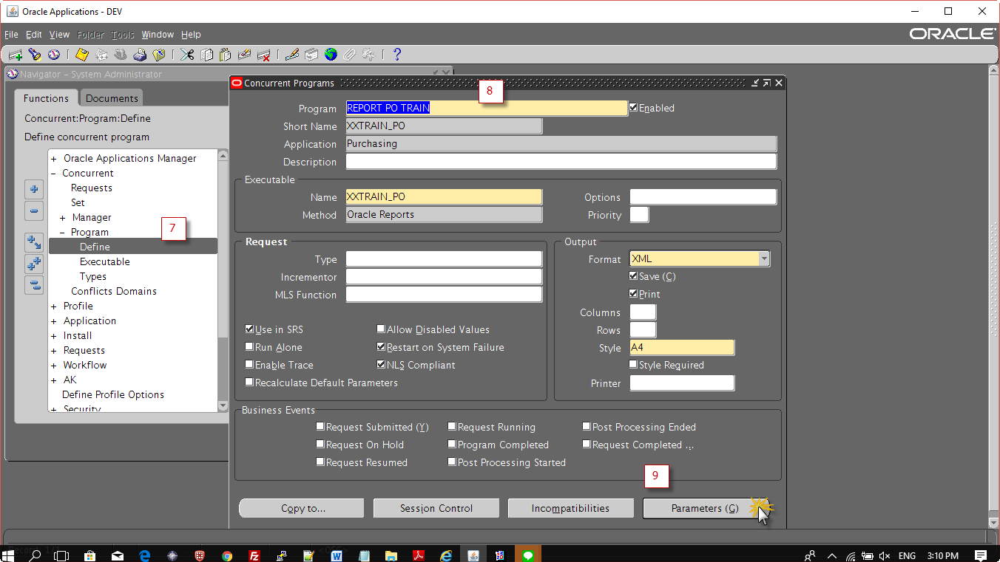 Oracle Applications - DEV
File Edit View Folder Tools Window Help
ORACLE
Navigator – System Administrator
Functions Documents
Concurrent:Program:Define
Define concurrent program
+ Oracle Applications Manager
– Concurrent
Requests
Set
+ Manager
– Program
7
Define
Executable
Types
Conflicts Domains
+ Profile
+ Application
+ Install
+ Requests
+ Workflow
+ AK
Define Profile Options
+ Security
Concurrent Programs
8
Program REPORT PO TRAIN Enabled
Short Name XXTRAIN_PO
Application Purchasing
Description
Executable
Name XXTRAIN_PO Options
Method Oracle Reports Priority
Request
Type
Incrementor
MLS Function
Use in SRS Allow Disabled Values
Run Alone Restart on System Failure
Enable Trace NLS Compliant
Recalculate Default Parameters
Output
Format XML
Save (C)
Print
Columns
Rows
Style A4
Style Required
Printer
Business Events
Request Submitted (Y) Request Running Post Processing Ended
Request On Hold Program Completed Request Completed ...
Request Resumed Post Processing Started
9
Copy to... Session Control Incompatibilities Parameters (G)
ENG 3:10 PM